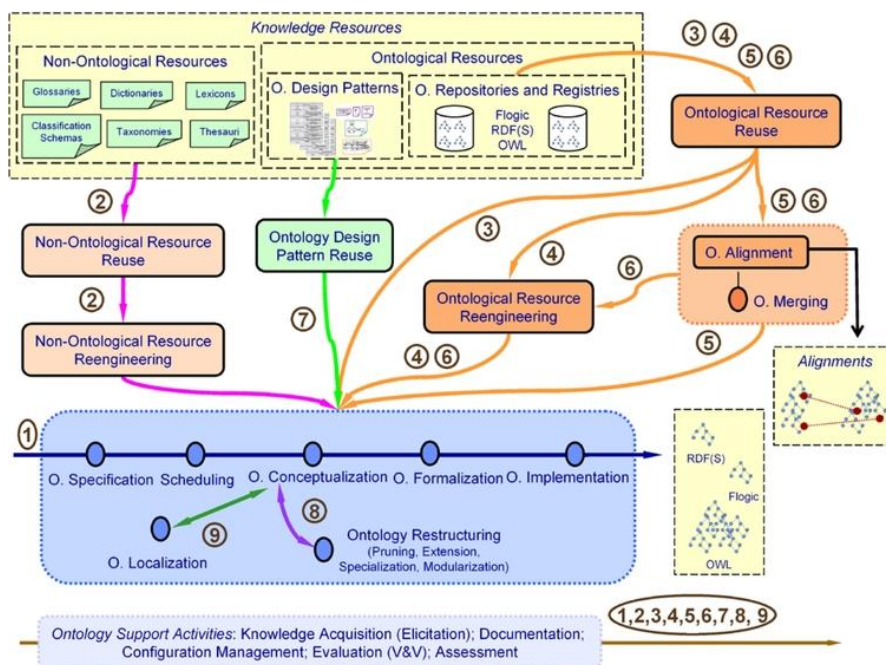 Knowledge Resources
Non-Ontological Resources
Glossaries
Dictionaries
Lexicons
Classification
Schemas
Taxonomies
Thesauri
Ontological Resources
O. Design Patterns
O. Repositories and Registries
Flogic
RDF(S)
OWL
3 4
5 6
Ontological Resource
Reuse
2
Non-Ontological Resource
Reuse
2
Non-Ontological Resource
Reengineering
Ontology Design
Pattern Reuse
7
3
4
5 6
Ontological Resource
Reengineering
6
4 6
O. Alignment
O. Merging
5
Alignments
1
O. Specification
Scheduling
O. Conceptualization
O. Formalization
O. Implementation
9
8
O. Localization
Ontology Restructuring
(Pruning, Extension,
Specialization, Modularization)
RDF(S)
Flogic
OWL
1,2,3,4,5,6,7,8, 9
Ontology Support Activities: Knowledge Acquisition (Elicitation); Documentation;
Configuration Management; Evaluation (V&V); Assessment